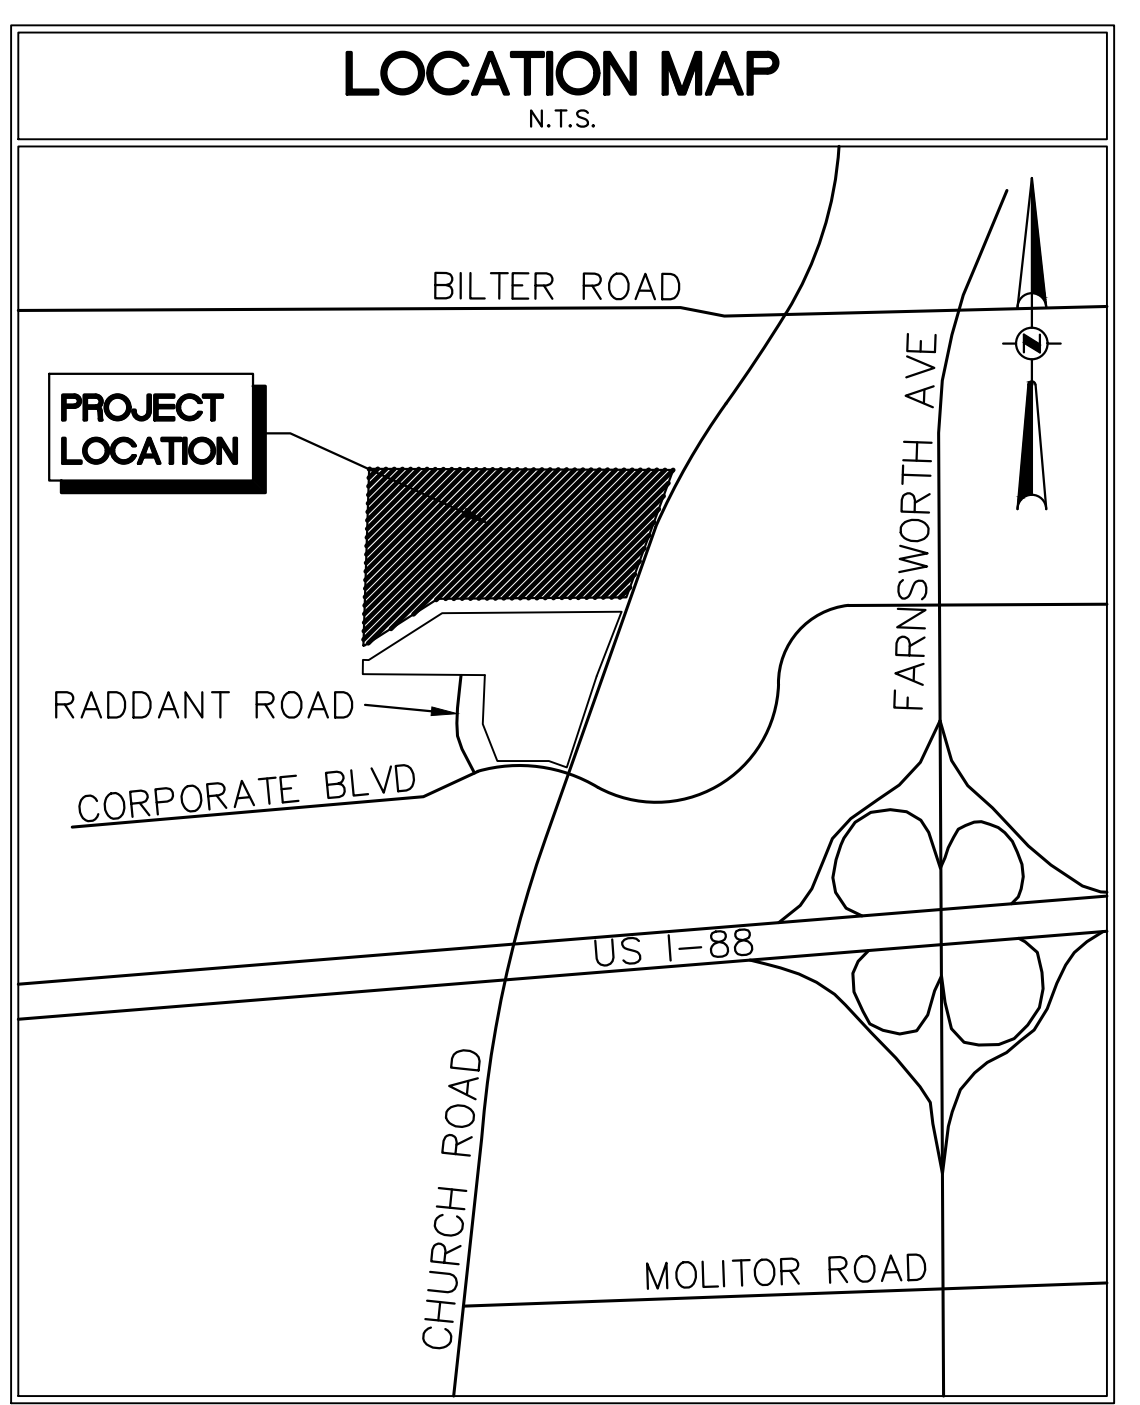 LOCATION MAP
N.T.S.
BILTER ROAD
PROJECT
LOCATION
FARNSWORTH AVE
N
RADDANT ROAD
CORPORATE BLVD
US I-88
CHURCH ROAD
MOLITOR ROAD